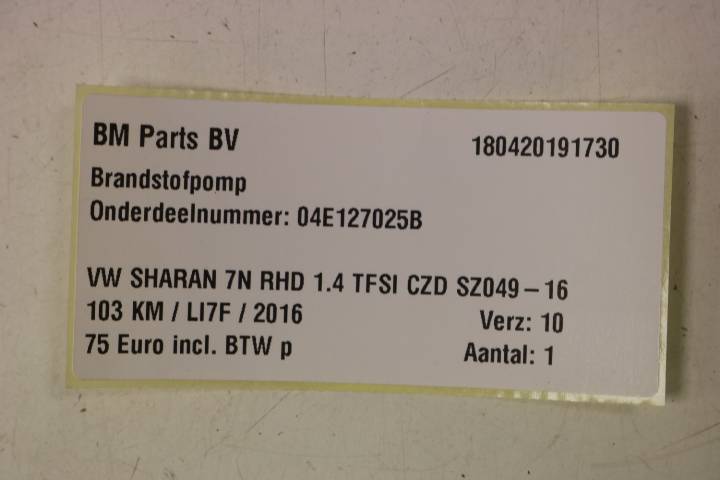 BM Parts BV 180420191730
Brandstofpomp
Onderdeelnummer: 04E127025B
VW SHARAN 7N RHD 1.4 TFSI CZD SZ049-16
103 KM / LI7F / 2016 Verz: 10
75 Euro incl. BTW p Aantal: 1